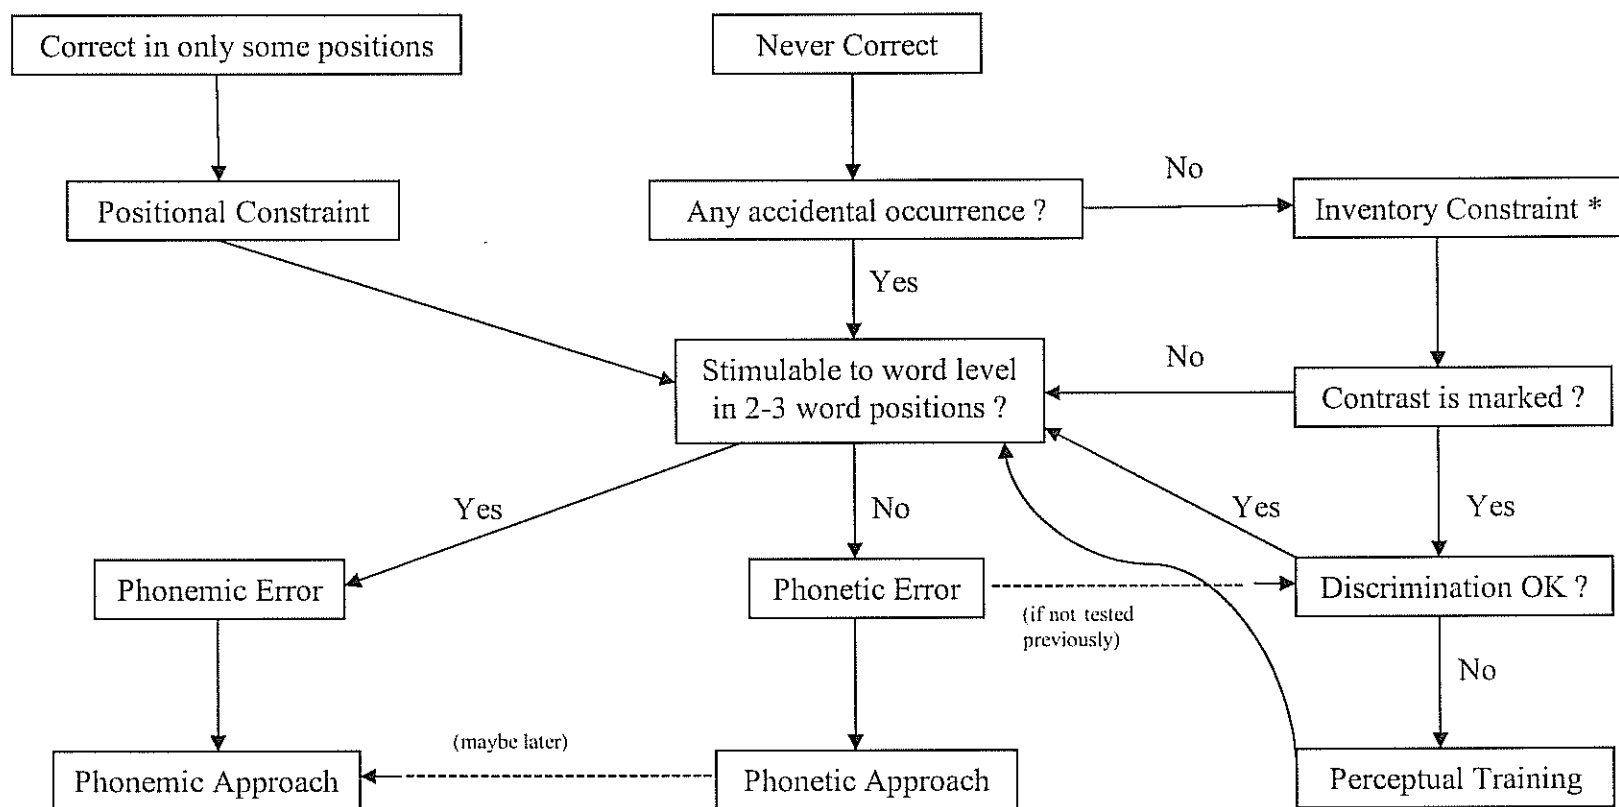 Correct in only some positions
Never Correct
No
Positional Constraint
Any accidental occurrence ?
Inventory Constraint *
Yes
Stimulable to word level
in 2-3 word positions ?
No
Contrast is marked ?
Yes
No
Yes
Yes
Phonemic Error
Phonetic Error
(if not tested
previously)
Discrimination OK ?
No
(maybe later)
Phonemic Approach
Phonetic Approach
Perceptual Training